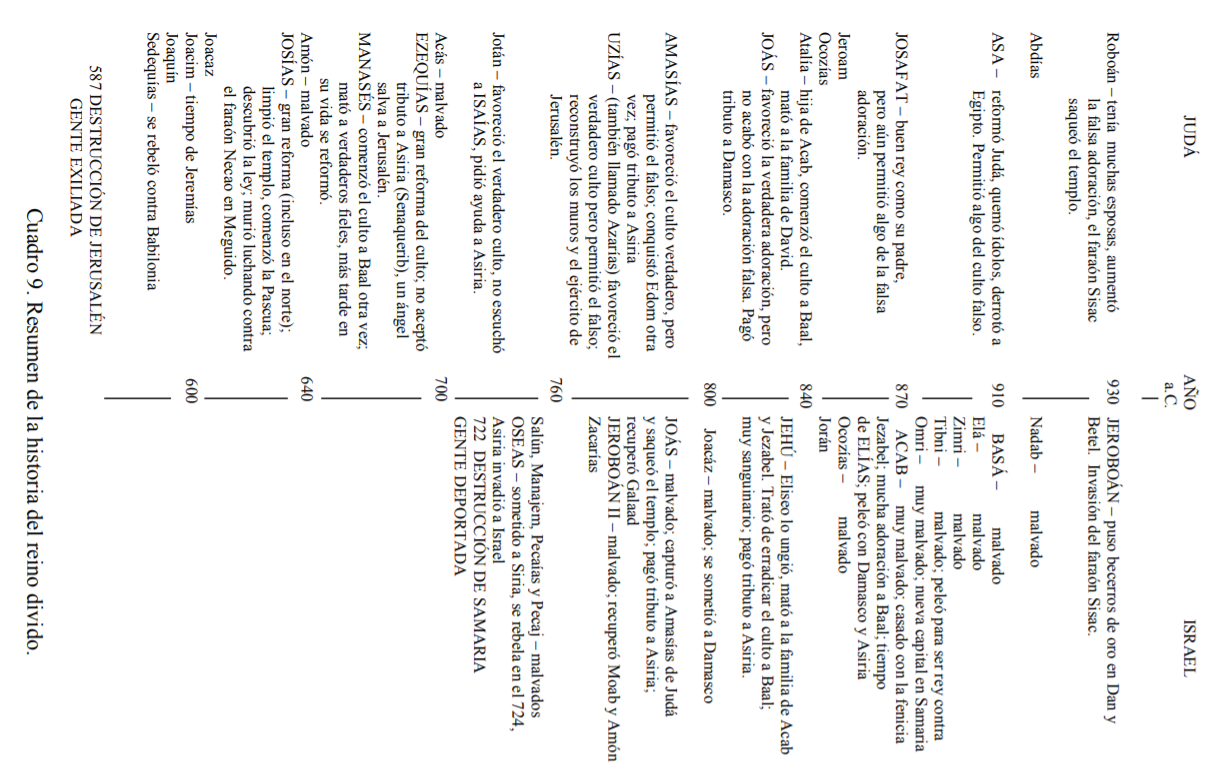 JUDÁ
Roboán – tenía muchas esposas, aumentó
la falsa adoración, el faraón Sisac
saqueó el templo.
Abdias
ASA – reformó Judá, quemó ídolos, derrotó a
Egipto. Permitió algo del culto falso.
JOSAFAT – buen rey como su padre,
pero aún permitió algo de la falsa
adoración.
Jeroam
Ocozías
Atalia – hija de Acab, comenzó el culto a Baal,
mató a la familia de David.
JOÁS – favoreció la verdadera adoración, pero
no acabó con la adoración falsa. Pagó
tributo a Damasco.
AMASÍAS – favoreció el culto verdadero, pero
permitió el falso; conquistó Edom otra
vez; pagó tributo a Asiria
UZÍAS – (también llamado Azarías) favoreció el
verdadero culto pero permitió el falso;
reconstruyó los muros y el ejército de
Jerusalén.
Jotán – favoreció el verdadero culto, no escuchó
a ISAÍAS, pidió ayuda a Asiria.
Acás – malvado
EZEQUÍAS – gran reforma del culto; no aceptó
tributo a Asiria (Senaquerib), un ángel
salva a Jerusalén.
MANASÉS – comenzó el culto a Baal otra vez;
mató a verdaderos fieles, más tarde en
su vida se reformó.
Amón – malvado
JOSÍAS – gran reforma (incluso en el norte);
limpió el templo, comenzó la Pascua;
descubrió la ley; murió luchando contra
el faraón Necao en Meguido.
Joacaz
Joacim – tiempo de Jeremías
Joaquín
Sedequías – se rebeló contra Babilonia
587 DESTRUCCIÓN DE JERUSALÉN
GENTE EXILIADA
AÑO
a.C.
930
910
870
840
800
760
700
640
600
ISRAEL
JEROBOÁN – puso becerros de oro en Dan y
Betel. Invasión del faraón Sisac.
Nadab – malvado
BASÁ – malvado
Elá – malvado
Zimri – malvado
Tibni – malvado; peleó para ser rey contra
Omri – muy malvado; nueva capital en Samaria
ACAB – muy malvado; casado con la fenicia
Jezabel; mucha adoración a Baal; tiempo
de ELÍAS; peleó con Damasco y Asiria
Ocozías – malvado
Jorán
JEHÚ – Eliseo lo ungió, mató a la familia de Acab
y Jezabel. Trató de erradicar el culto a Baal;
muy sanguinario; pagó tributo a Asiria.
Joacáz – malvado; se sometió a Damasco
JOÁS – malvado; capturó a Amasías de Judá
y saqueó el templo; pagó tributo a Asiria;
recuperó Galaad
JEROBOÁN II – malvado; recuperó Moab y Amón
Zacarías
Salún, Manajem, Pecaías y Pecaj – malvados
OSEAS – sometido a Siria, se rebela en el 724,
Asiria invadió a Israel
722 DESTRUCCIÓN DE SAMARIA
GENTE DEPORTADA
Cuadro 9. Resumen de la historia del reino divido.